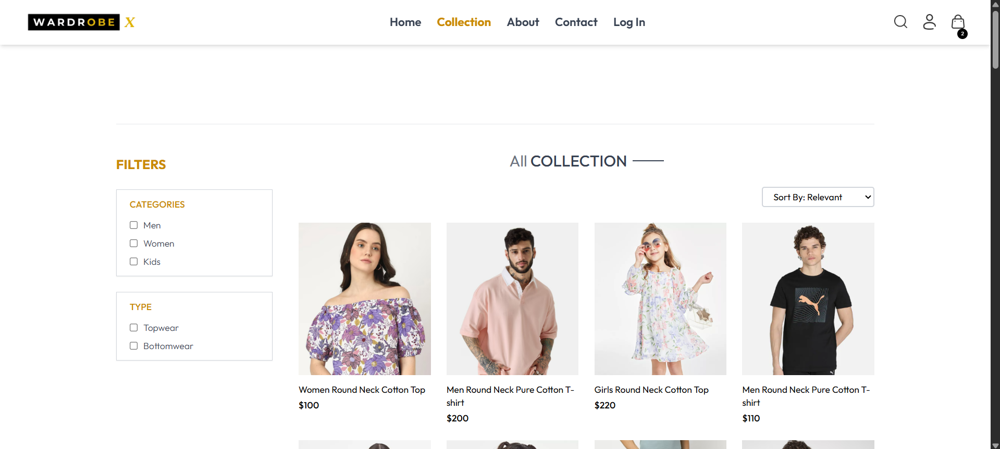 WARDROBE X
Home
Collection
About
Contact
Log In
2
FILTERS
CATEGORIES
Men
Women
Kids
TYPE
Topwear
Bottomwear
All COLLECTION
Sort By: Relevant
Women Round Neck Cotton Top
$100
Men Round Neck Pure Cotton T-
shirt
$200
Girls Round Neck Cotton Top
$220
Men Round Neck Pure Cotton T-
shirt
$110